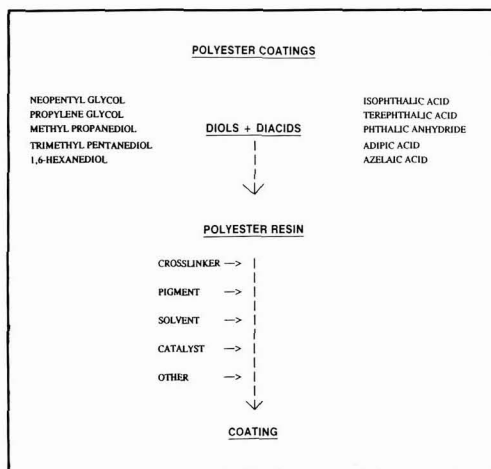 POLYESTER COATINGS
NEOPENTYL GLYCOL
PROPYLENE GLYCOL
METHYL PROPANEDIOL
TRIMETHYL PENTANEDIOL
1,6-HEXANEDIOL
DIOLS + DIACIDS
ISOPHTHALIC ACID
TEREPHTHALIC ACID
PHTHALIC ANHYDRIDE
ADIPIC ACID
AZELAIC ACID
POLYESTER RESIN
CROSSLINKER —>
PIGMENT —>
SOLVENT —>
CATALYST —>
OTHER —>
COATING